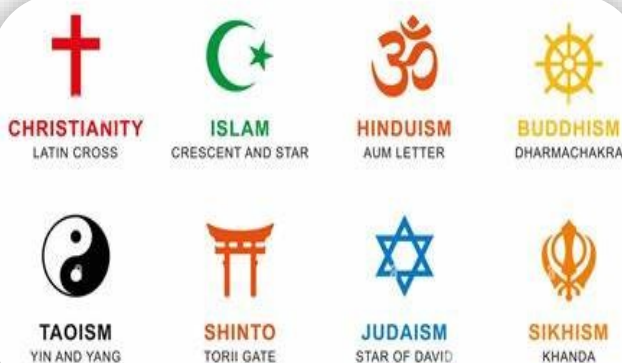 CHRISTIANITY
LATIN CROSS
ISLAM
CRESCENT AND STAR
HINDUISM
AUM LETTER
BUDDHISM
DHARMACHAKRA
TAOISM
YIN AND YANG
SHINTO
TORII GATE
JUDAISM
STAR OF DAVID
SIKHISM
KHANDA